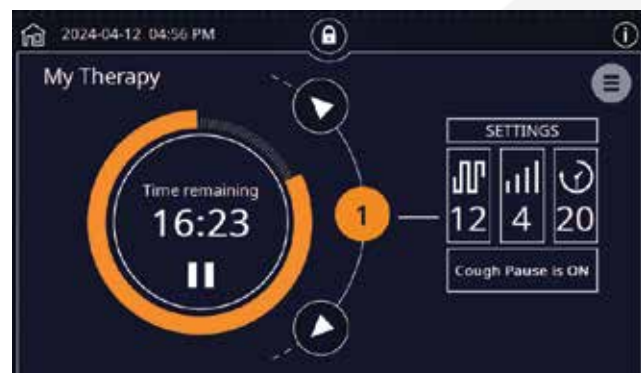 2024-04-12 04:56 PM
My Therapy
Time remaining
16:23
1
SETTINGS
12 4 20
Cough Pause is ON